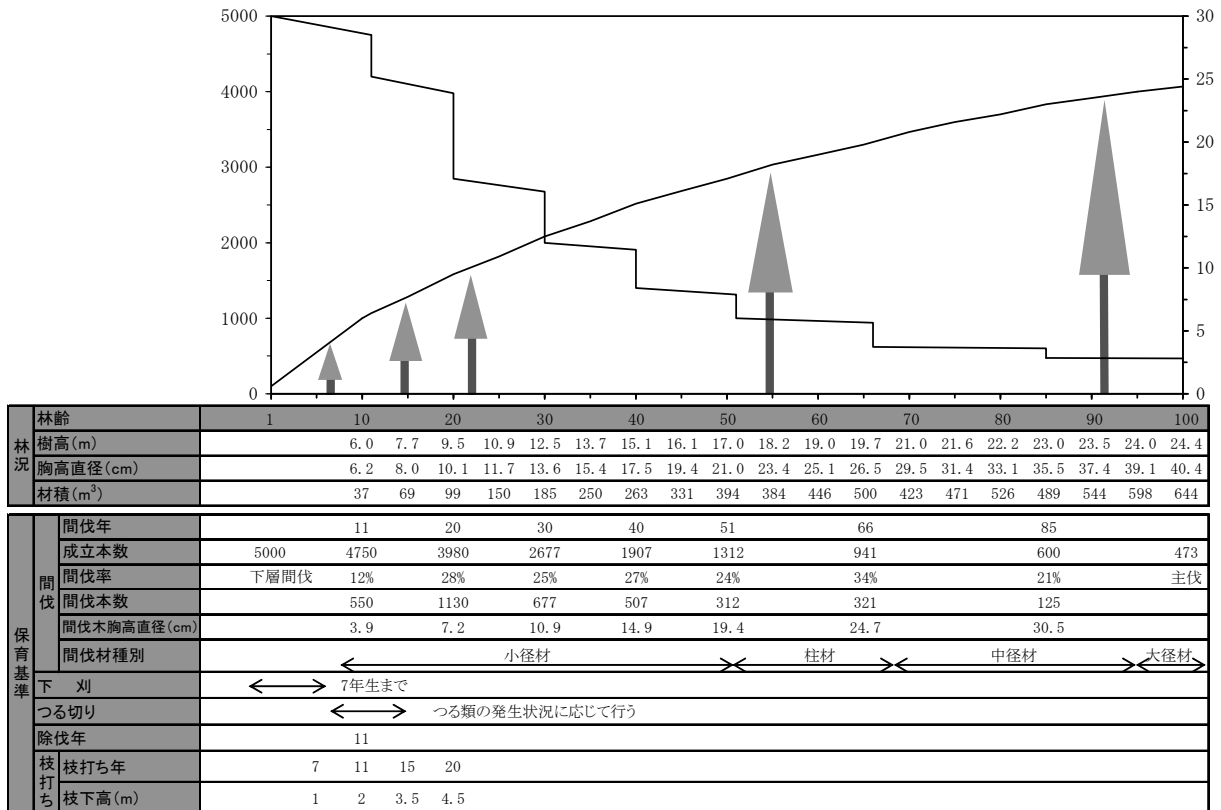 5000
4000
3000
2000
1000
0
30
25
20
15
10
5
0
林況
林齢 1 10 20 30 40 50 60 70 80 90 100
樹高(m) 6.0 7.7 9.5 10.9 12.5 13.7 15.1 16.1 17.0 18.2 19.0 19.7 21.0 21.6 22.2 23.0 23.5 24.0 24.4
胸高直径(cm) 6.2 8.0 10.1 11.7 13.6 15.4 17.5 19.4 21.0 23.4 25.1 26.5 29.5 31.4 33.1 35.5 37.4 39.1 40.4
材積(m³) 37 69 99 150 185 250 263 331 394 384 446 500 423 471 526 489 544 598 644
保育基準
間伐
間伐年 11 20 30 40 51 66 85
成立本数 5000 4750 3980 2677 1907 1312 941 600 473
間伐率 下層間伐 12% 28% 25% 27% 24% 34% 21% 主伐
間伐本数 550 1130 677 507 312 321 125
間伐木胸高直径(cm) 3.9 7.2 10.9 14.9 19.4 24.7 30.5
間伐材種別 小径材 柱材 中径材 大径材
下 刈 7年生まで
つる切り つる類の発生状況に応じて行う
除伐年 11
枝打ち
枝打ち年 7 11 15 20
枝下高(m) 1 2 3.5 4.5